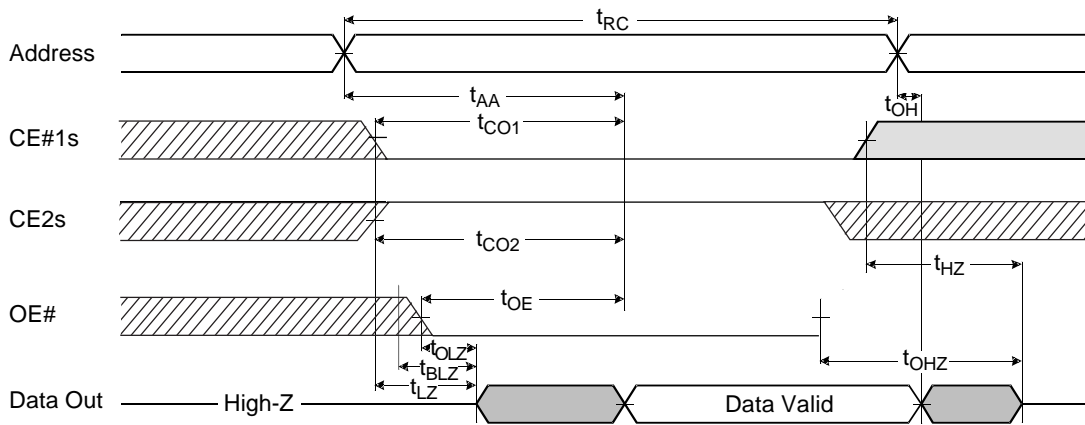 tRC
Address
tAA
tOH
CE#1s
tCO1
CE2s
tCO2
tHZ
OE#
tOE
tOLZ
tOHZ
tBLZ
tLZ
Data Out
High-Z
Data Valid